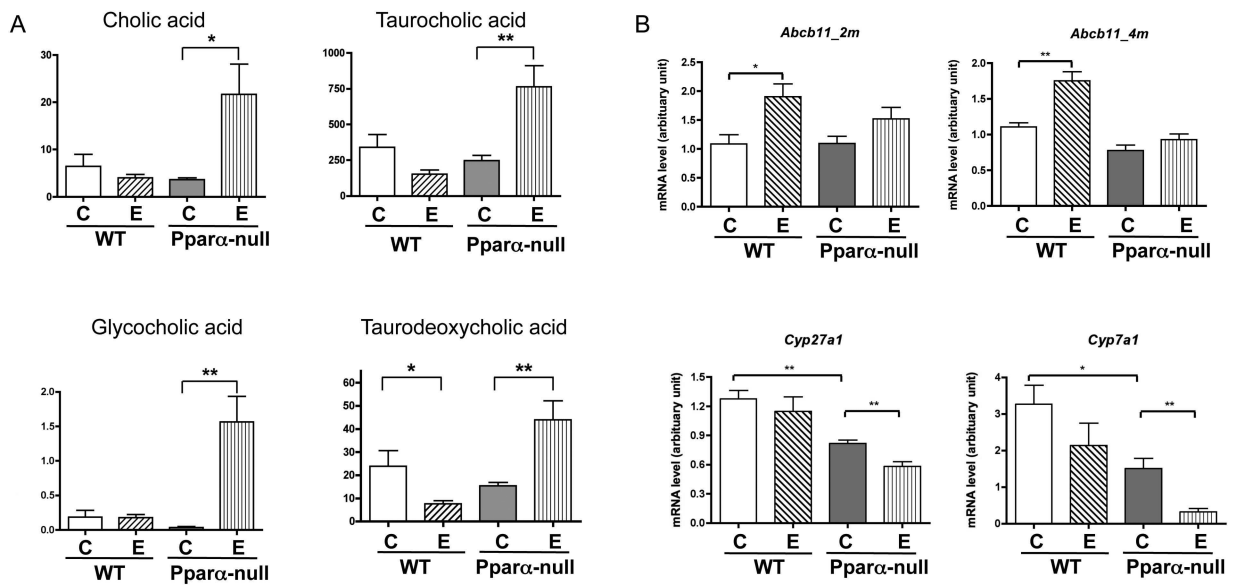 A
Cholic acid
30
20
10
0
*
C E C E
WT Pparα-null
Taurocholic acid
1000
750
500
250
0
**
C E C E
WT Pparα-null
Glycocholic acid
2.0
1.5
1.0
0.5
0.0
**
C E C E
WT Pparα-null
Taurodeoxycholic acid
60
50
40
30
20
10
0
* **
C E C E
WT Pparα-null
B
Abcb11_2m
mRNA level (arbituary unit)
2.5
2.0
1.5
1.0
0.5
0.0
*
C E C E
WT Pparα-null
Abcb11_4m
mRNA level (arbituary unit)
2.0
1.5
1.0
0.5
0.0
**
C E C E
WT Pparα-null
Cyp27a1
mRNA level (arbituary unit)
1.5
1.2
0.9
0.6
0.3
0.0
**
**
C E C E
WT Pparα-null
Cyp7a1
mRNA level (arbituary unit)
4
3
2
1
0
*
**
C E C E
WT Pparα-null